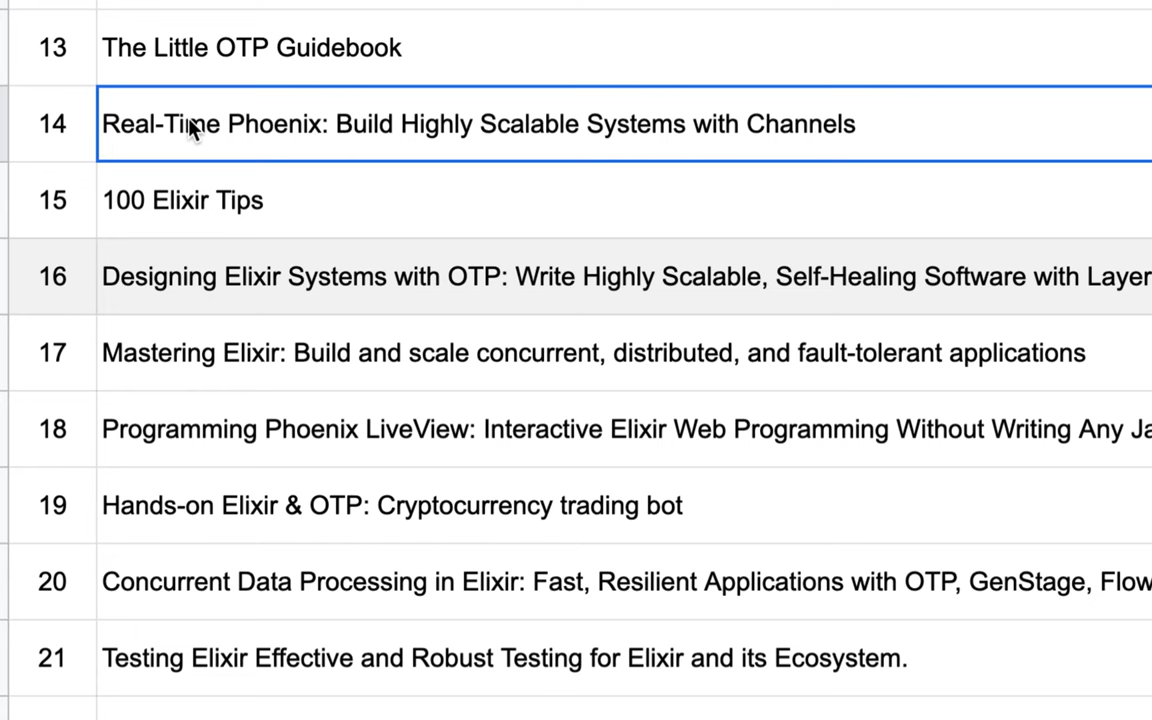 13 The Little OTP Guidebook
14 Real-Time Phoenix: Build Highly Scalable Systems with Channels
15 100 Elixir Tips
16 Designing Elixir Systems with OTP: Write Highly Scalable, Self-Healing Software with Layer
17 Mastering Elixir: Build and scale concurrent, distributed, and fault-tolerant applications
18 Programming Phoenix LiveView: Interactive Elixir Web Programming Without Writing Any Ja
19 Hands-on Elixir & OTP: Cryptocurrency trading bot
20 Concurrent Data Processing in Elixir: Fast, Resilient Applications with OTP, GenStage, Flow
21 Testing Elixir Effective and Robust Testing for Elixir and its Ecosystem.